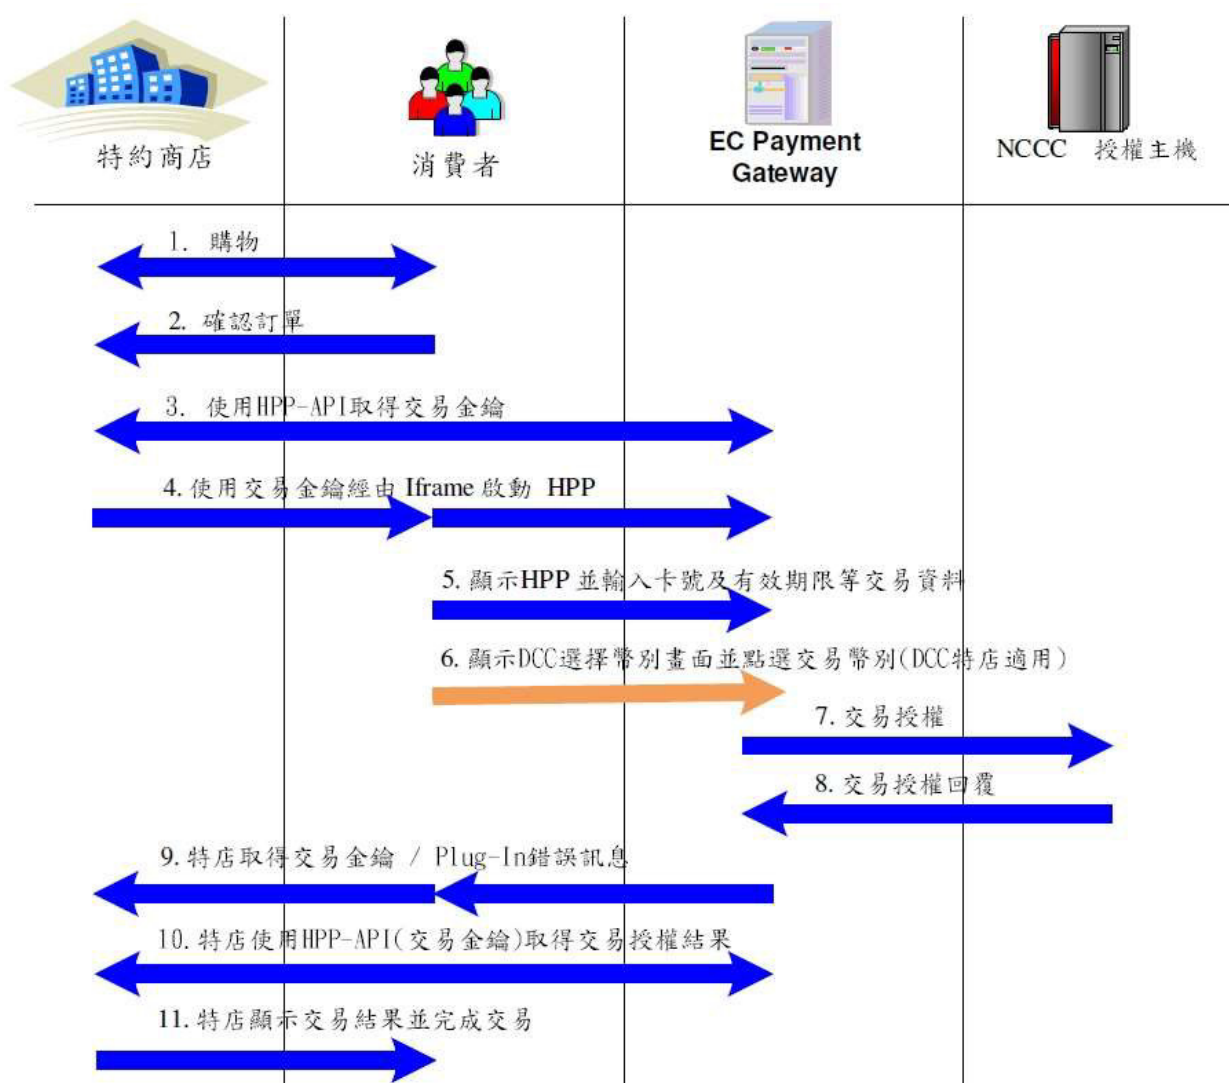 特約商店
消費者
EC Payment
Gateway
NCCC 授權主機
1. 購物
2. 確認訂單
3. 使用HPP-API取得交易金鑰
4. 使用交易金鑰經由 Iframe 啟動 HPP
5. 顯示HPP 並輸入卡號及有效期限等交易資料
6. 顯示DCC選擇幣別畫面並點選交易幣別(DCC特店適用)
7. 交易授權
8. 交易授權回覆
9. 特店取得交易金鑰 / Plug-In錯誤訊息
10. 特店使用HPP-API(交易金鑰)取得交易授權結果
11. 特店顯示交易結果並完成交易